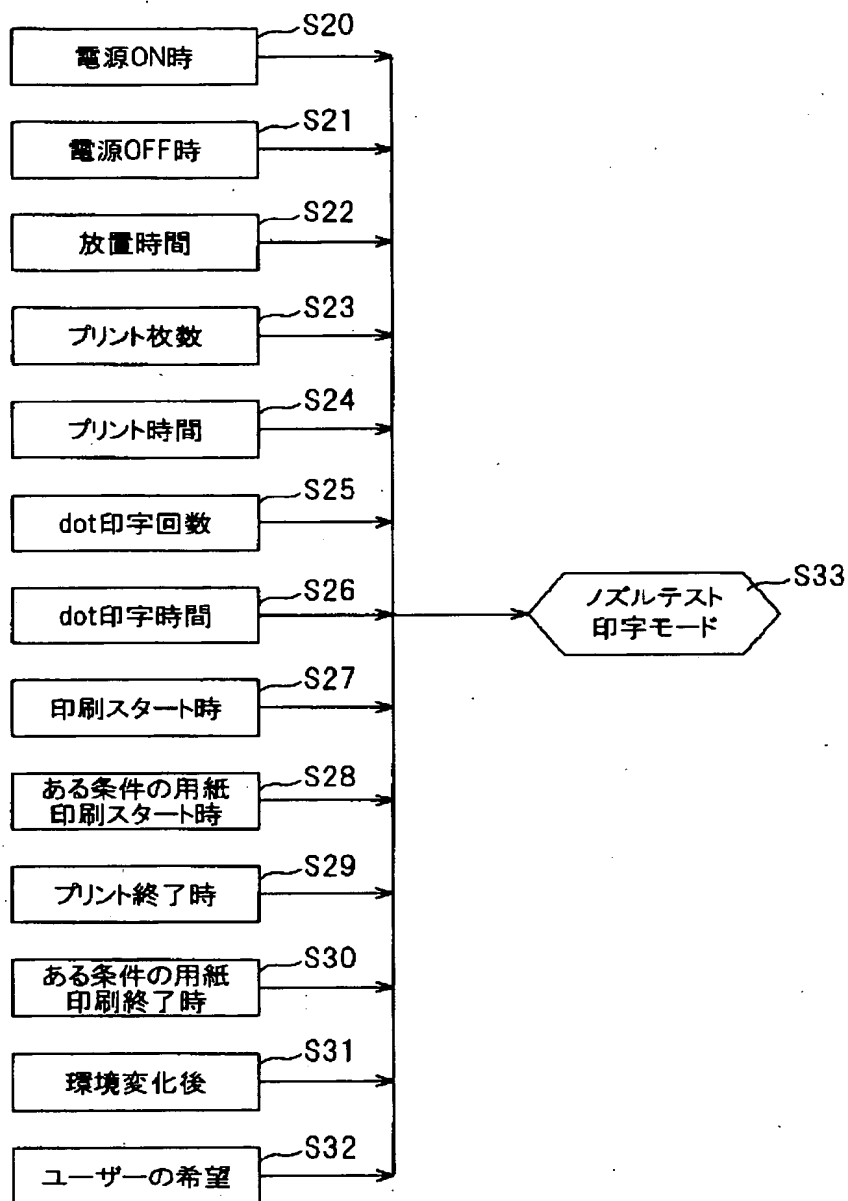 電源ON時
S20
電源OFF時
S21
放置時間
S22
プリント枚数
S23
プリント時間
S24
dot印字回数
S25
dot印字時間
S26
印刷スタート時
S27
ある条件の用紙
印刷スタート時
S28
プリント終了時
S29
ある条件の用紙
印刷終了時
S30
環境変化後
S31
ユーザーの希望
S32
ノズルテスト
印字モード
S33